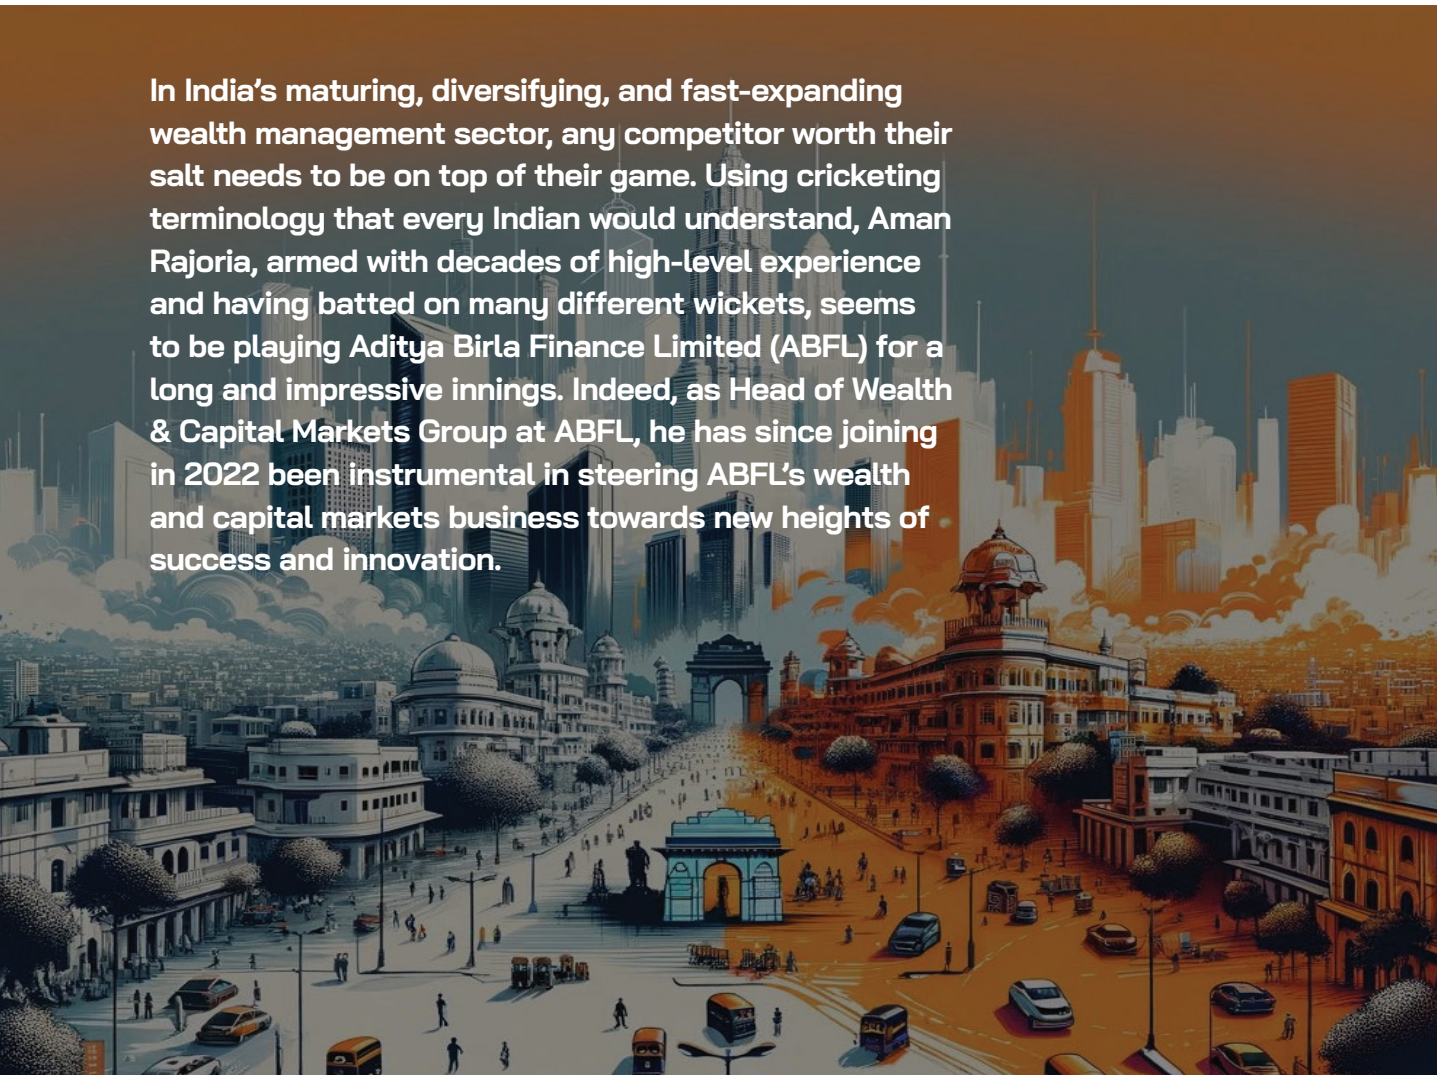 In India’s maturing, diversifying, and fast-expanding
wealth management sector, any competitor worth their
salt needs to be on top of their game. Using cricketing
terminology that every Indian would understand, Aman
Rajoria, armed with decades of high-level experience
and having batted on many different wickets, seems
to be playing Aditya Birla Finance Limited (ABFL) for a
long and impressive innings. Indeed, as Head of Wealth
& Capital Markets Group at ABFL, he has since joining
in 2022 been instrumental in steering ABFL’s wealth
and capital markets business towards new heights of
success and innovation.